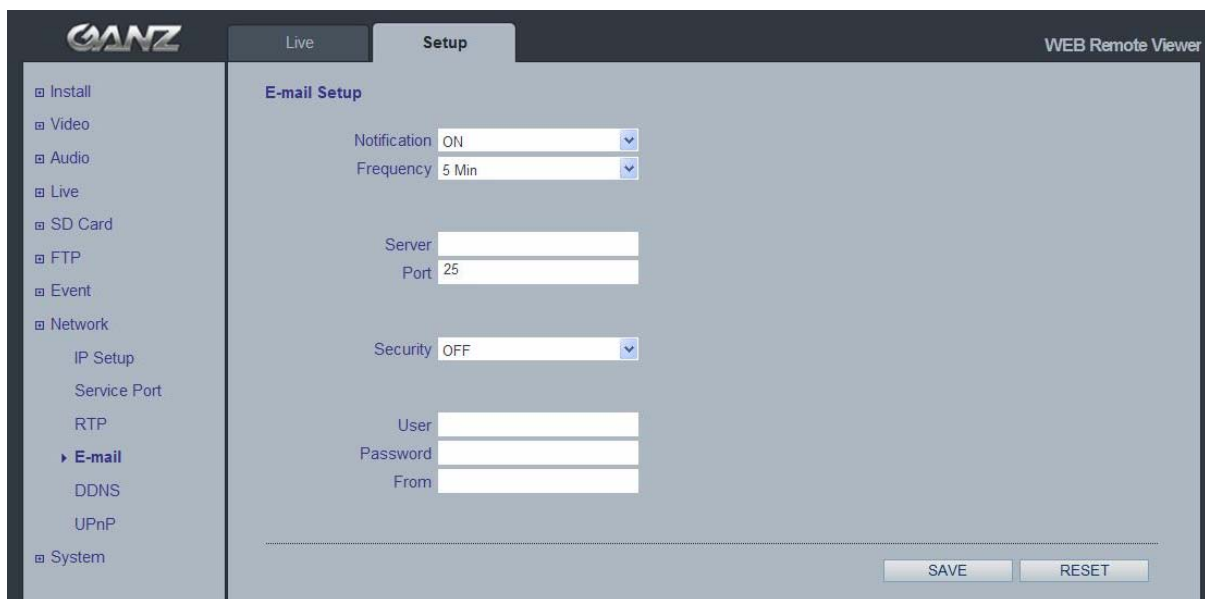 GANZ
Live
Setup
WEB Remote Viewer
Install
Video
Audio
Live
SD Card
FTP
Event
Network
IP Setup
Service Port
RTP
E-mail
DDNS
UPnP
System
E-mail Setup
Notification ON
Frequency 5 Min
Server
Port 25
Security OFF
User
Password
From
SAVE
RESET